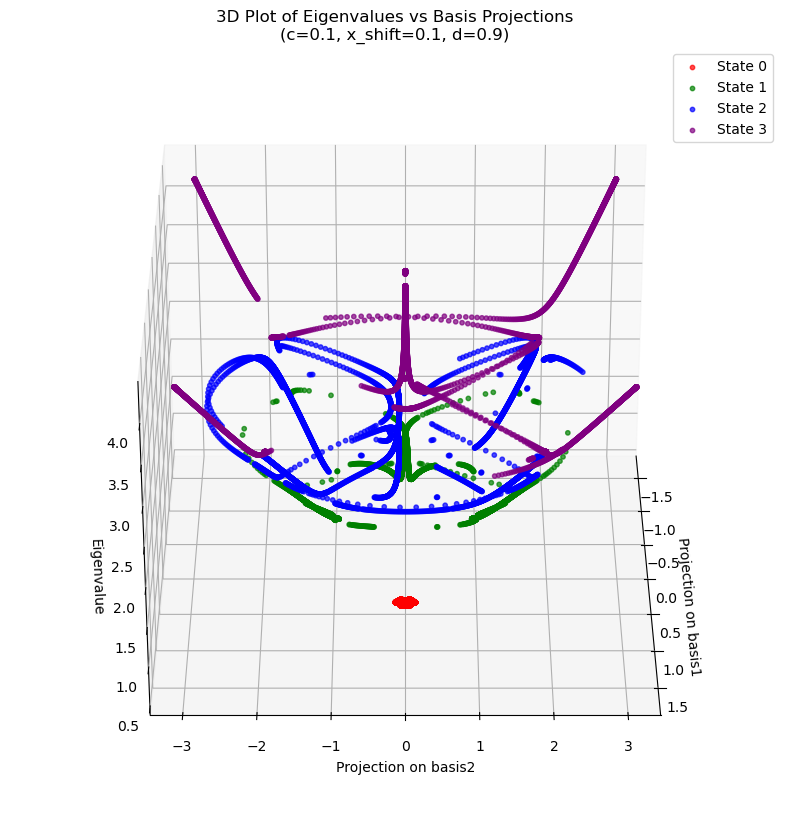 3D Plot of Eigenvalues vs Basis Projections
(c=0.1, x_shift=0.1, d=0.9)
State 0
State 1
State 2
State 3
4.0
3.5
3.0
2.5
2.0
1.5
1.0
0.5
Eigenvalue
−1.5
−1.0
−0.5
0.0
0.5
1.0
1.5
Projection on basis1
−3
−2
−1
0
1
2
3
Projection on basis2